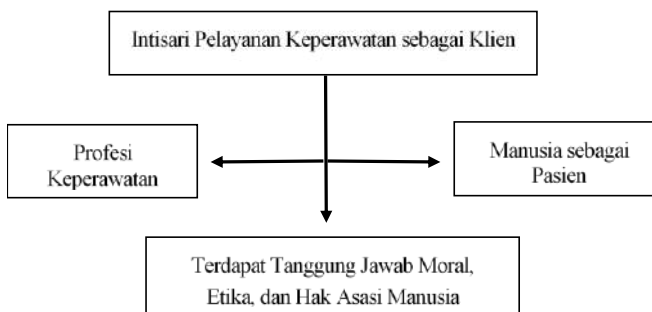 Intisari Pelayanan Keperawatan sebagai Klien
Profesi
Keperawatan
Manusia sebagai
Pasien
Terdapat Tanggung Jawab Moral,
Etika, dan Hak Asasi Manusia